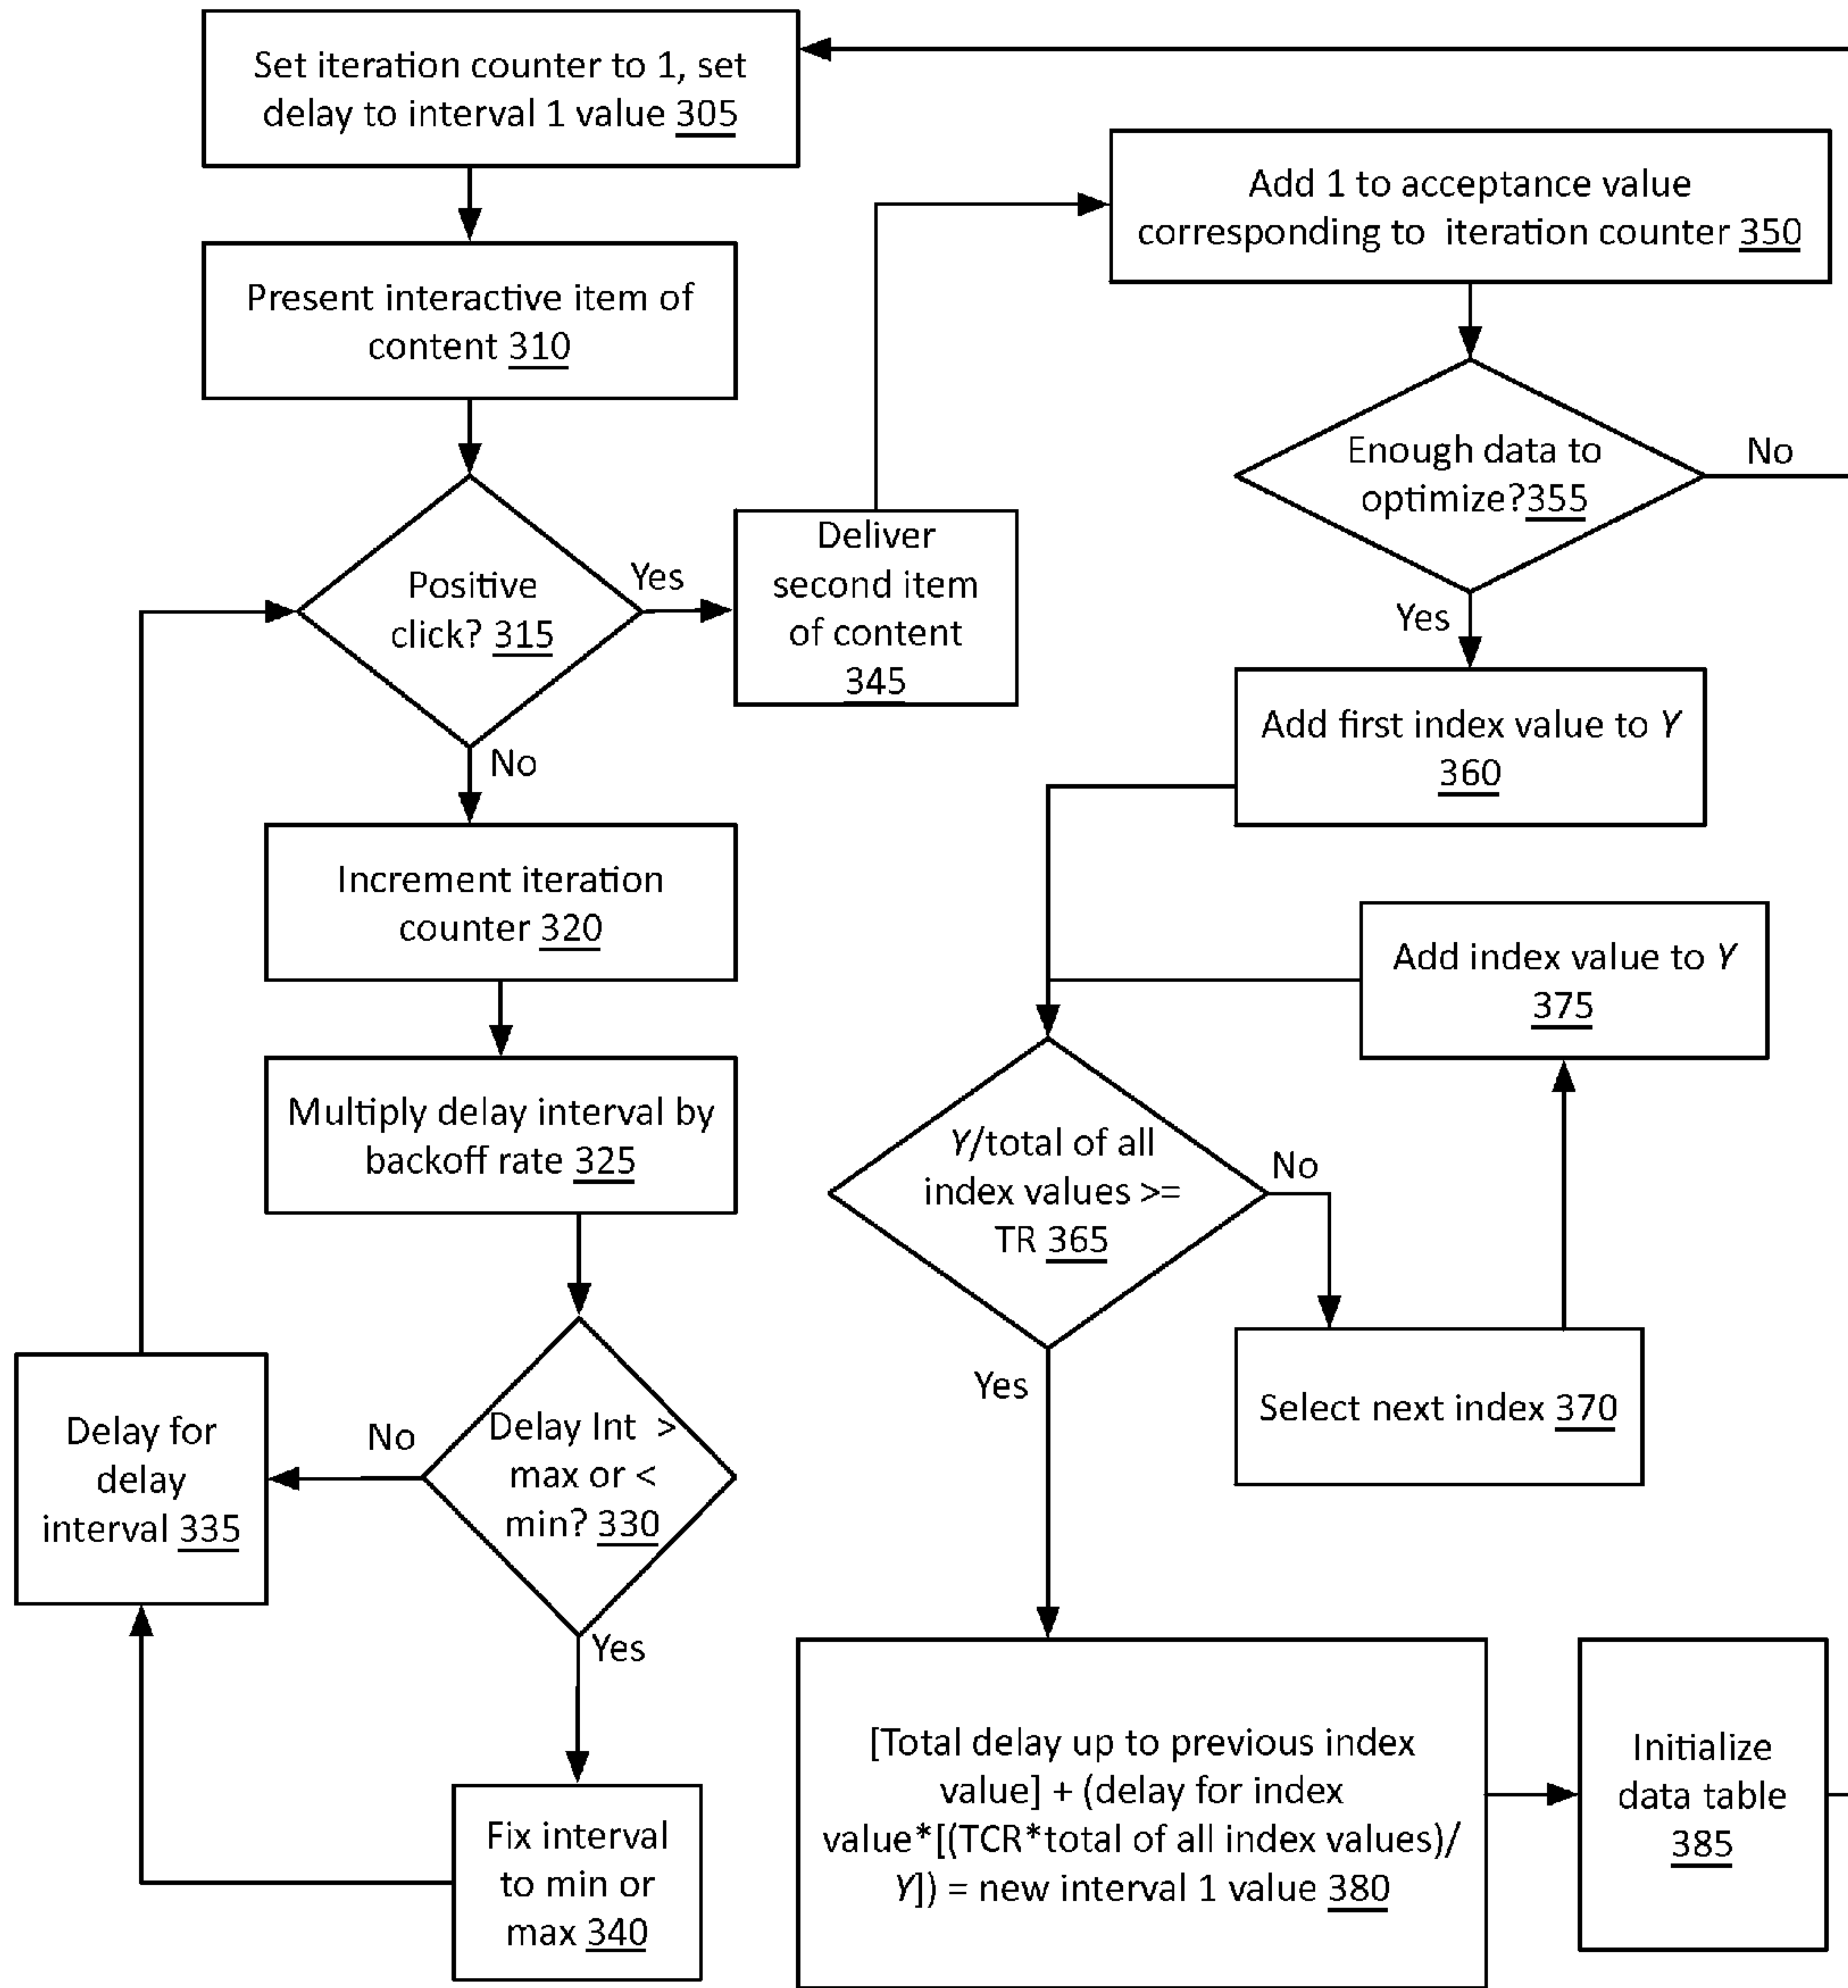 Set iteration counter to 1, set
delay to interval 1 value 305
Present interactive item of
content 310
Positive
click? 315
Yes
No
Deliver
second item
of content
345
Increment iteration
counter 320
Multiply delay interval by
backoff rate 325
Delay Int >
max or <
min? 330
No
Yes
Delay for
delay
interval 335
Fix interval
to min or
max 340
Add 1 to acceptance value
corresponding to iteration counter 350
Enough data to
optimize?355
No
Yes
Add first index value to Y
360
Add index value to Y
375
Y/total of all
index values >=
TR 365
No
Yes
Select next index 370
[Total delay up to previous index
value] + (delay for index
value*[(TCR*total of all index values)/
Y]) = new interval 1 value 380
Initialize
data table
385